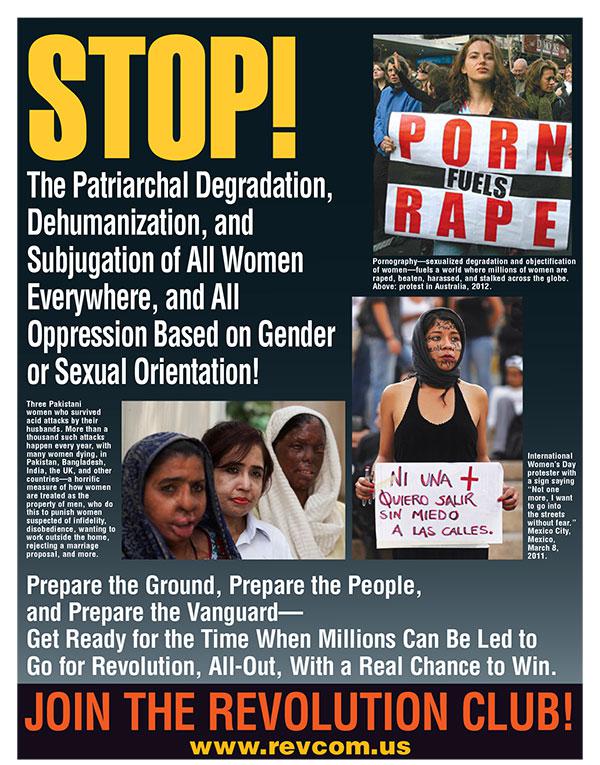 STOP!
The Patriarchal Degradation,
Dehumanization, and
Subjugation of All Women
Everywhere, and All
Oppression Based on Gender
or Sexual Orientation!
PORN
FUELS
RAPE
Pornography—sexualized degradation and objectification
of women—fuels a world where millions of women are
raped, beaten, harassed, and stalked across the globe.
Above: protest in Australia, 2012.
Three Pakistani
women who survived
acid attacks by their
husbands. More than a
thousand such attacks
happen every year, with
many women dying, in
Pakistan, Bangladesh,
India, the UK, and other
countries—a horrific
measure of how women
are treated as the
property of men, who do
this to punish women
suspected of infidelity,
disobedience, wanting to
work outside the home,
rejecting a marriage
proposal, and more.
NI UNA +
QUIERO SALIR
SIN MIEDO
A LAS CALLES.
International
Women's Day
protester with
a sign saying
"Not one
more, I want
to go into
the streets
without fear."
Mexico City,
Mexico,
March 8,
2011.
Prepare the Ground, Prepare the People,
and Prepare the Vanguard—
Get Ready for the Time When Millions Can Be Led to
Go for Revolution, All-Out, With a Real Chance to Win.
JOIN THE REVOLUTION CLUB!
www.revcom.us